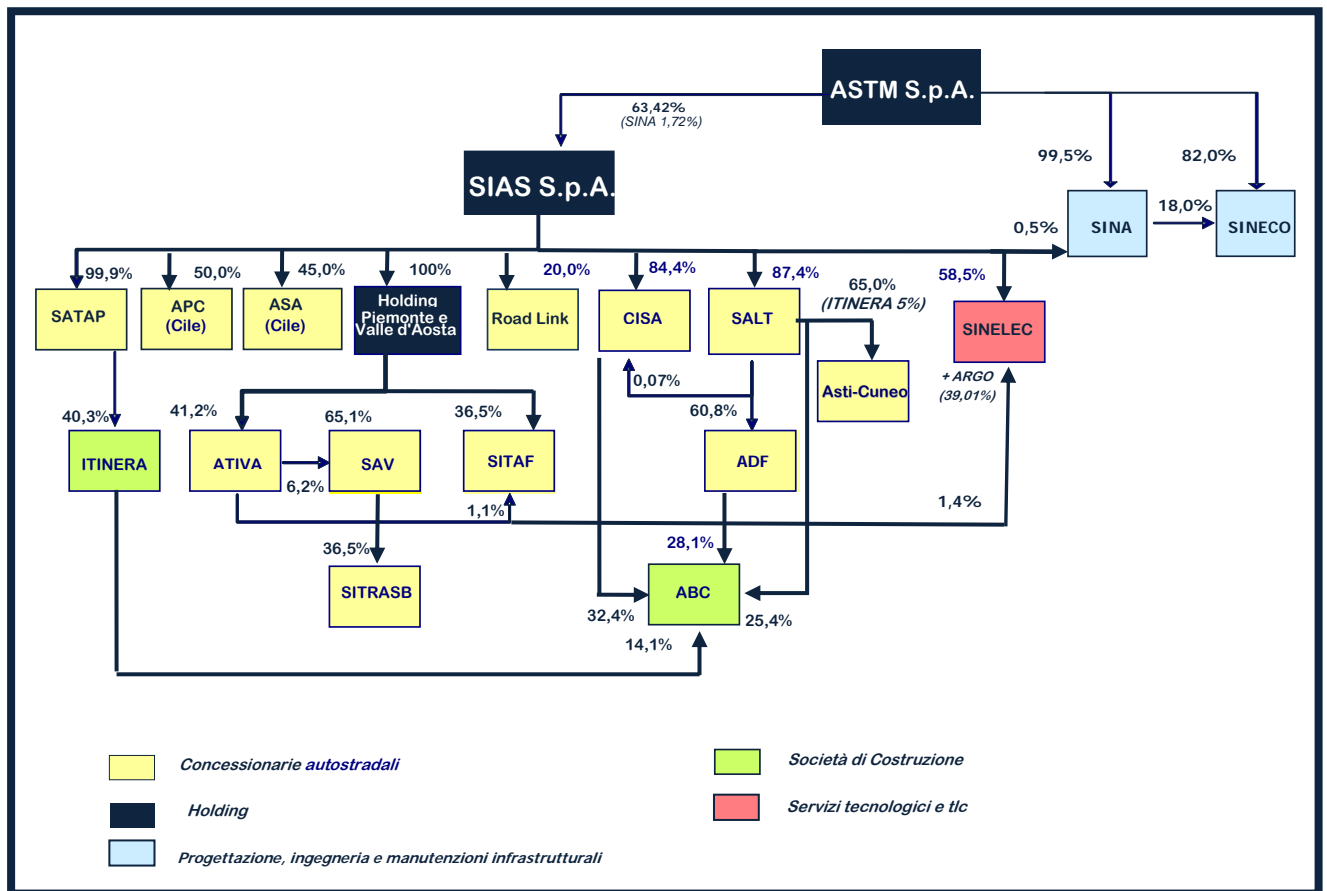 ASTM S.p.A.
63,42%
(SINA 1,72%)
99,5%
82,0%
SIAS S.p.A.
18,0%
0,5%
SINA
SINECO
99,9%
50,0%
45,0%
100%
20,0%
84,4%
87,4%
65,0%
(ITINERA 5%)
58,5%
SATAP
APC
(Cile)
ASA
(Cile)
Holding
Piemonte e
Valle d'Aosta
Road Link
CISA
SALT
SINELEC
0,07%
Asti-Cuneo
+ ARGO
(39,01%)
40,3%
41,2%
65,1%
36,5%
60,8%
ITINERA
ATIVA
SAV
SITAF
ADF
6,2%
1,1%
1,4%
36,5%
28,1%
SITRASB
ABC
32,4%
25,4%
14,1%
Concessionarie autostradali
Società di Costruzione
Holding
Servizi tecnologici e tlc
Progettazione, ingegneria e manutenzioni infrastrutturali